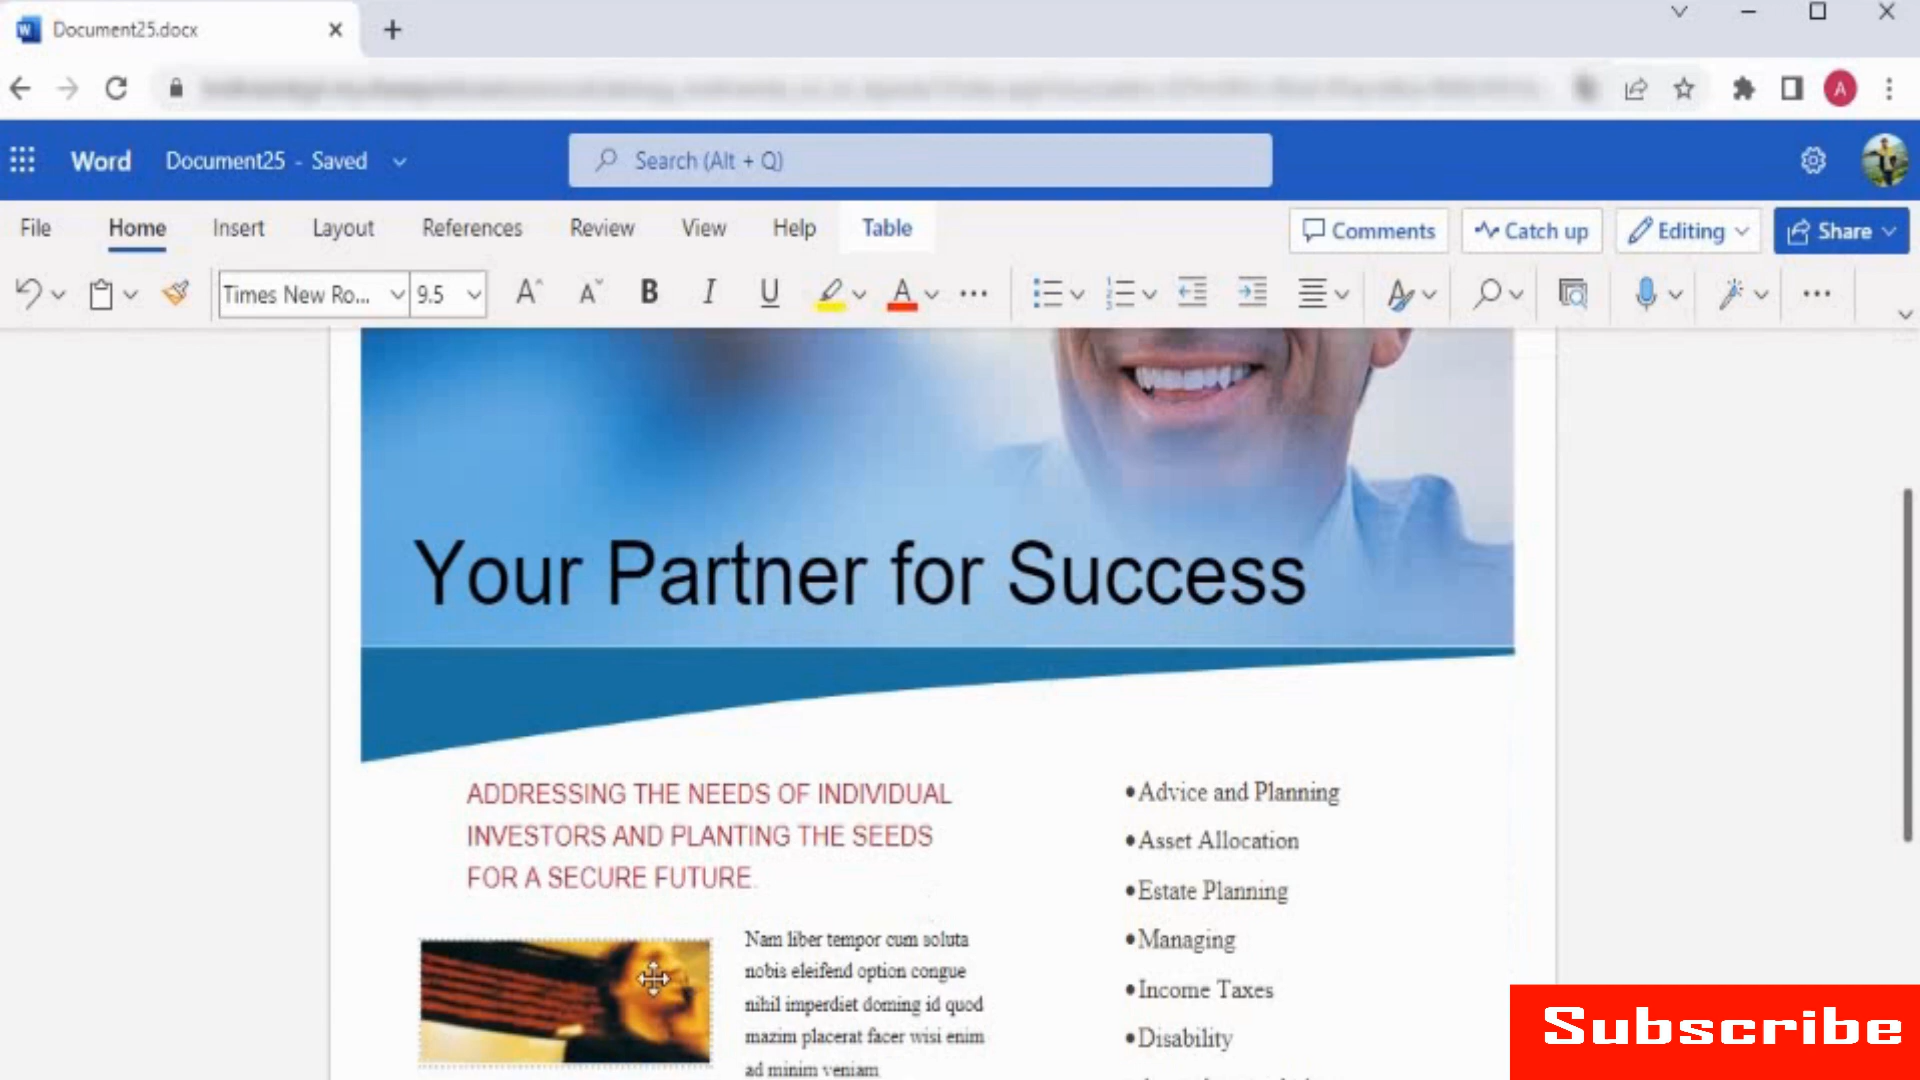 Document25.docx
A
Word Document25 - Saved
Search (Alt + Q)
File Home Insert Layout References Review View Help Table
Comments Catch up Editing Share
Times New Ro... 9.5 A A B I U A
Your Partner for Success
ADDRESSING THE NEEDS OF INDIVIDUAL
INVESTORS AND PLANTING THE SEEDS
FOR A SECURE FUTURE.
Nam liber tempor cum soluta
nobis eleifend option congue
nihil imperdiet doming id quod
mazim placerat facer wisi enim
ad minim veniam
•Advice and Planning
•Asset Allocation
•Estate Planning
•Managing
•Income Taxes
•Disability
Subscribe